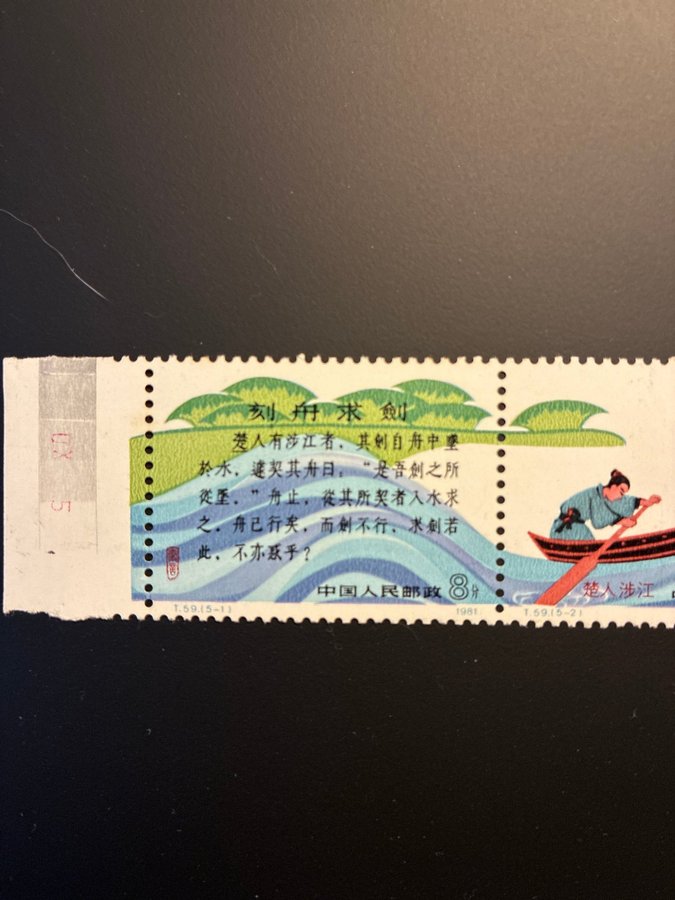 刻舟求劍
楚人有涉江者，其劍自舟中墜
於水，遽契其舟曰：“是吾劍之所
從墜。”舟止，從其所契者入水求
之。舟已行矣，而劍不行，求劍若
此，不亦惑乎？
中国人民邮政 8分
T.59.(5-1) 1981
楚人涉江
T.59.(5-2)